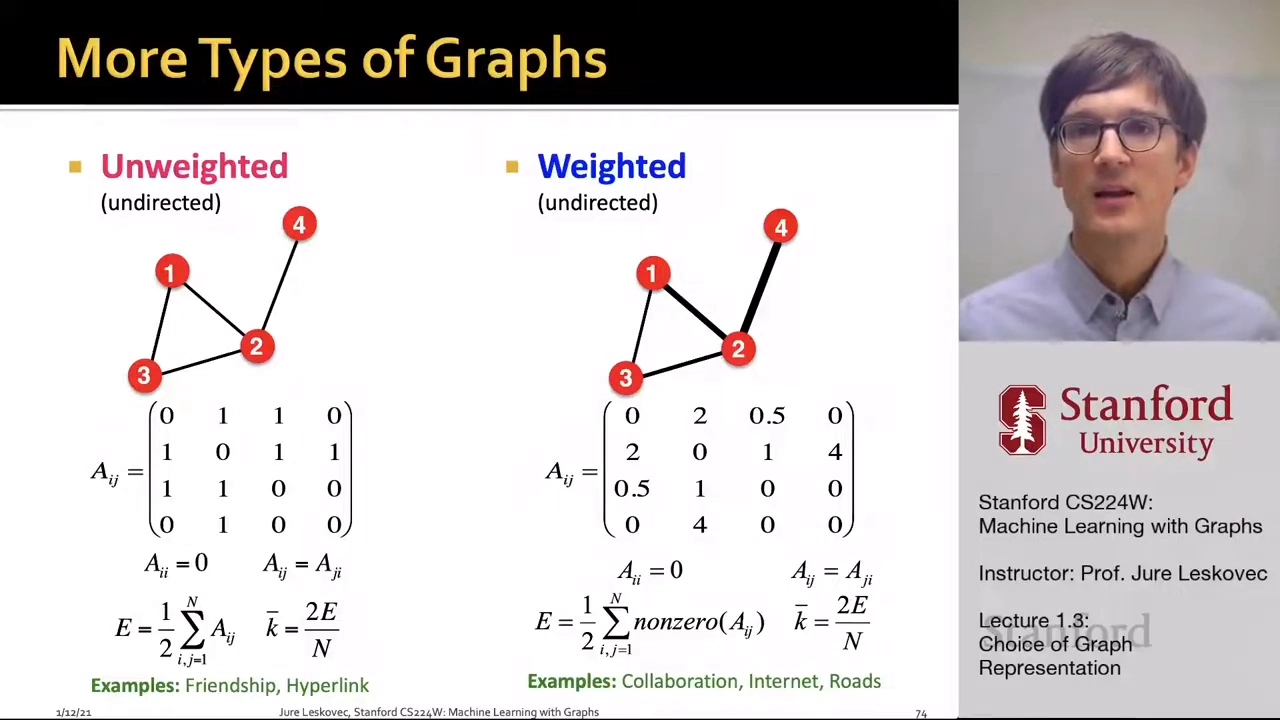 More Types of Graphs
Unweighted
(undirected)
4
1
2
3
A_ij = (0 1 1 0
1 0 1 1
1 1 0 0
0 1 0 0)
A_ii = 0 A_ij = A_ji
E = 1/2 ∑_{i,j=1}^{N} A_ij k̄ = 2E/N
Examples: Friendship, Hyperlink
Weighted
(undirected)
4
1
2
3
A_ij = (0 2 0.5 0
2 0 1 4
0.5 1 0 0
0 4 0 0)
A_ii = 0 A_ij = A_ji
E = 1/2 ∑_{i,j=1}^{N} nonzero(A_ij) k̄ = 2E/N
Examples: Collaboration, Internet, Roads
1/12/21 Jure Leskovec, Stanford CS224W: Machine Learning with Graphs 74
Stanford
University
Stanford CS224W:
Machine Learning with Graphs
Instructor: Prof. Jure Leskovec
Lecture 1.3:
Stanford
Choice of Graph
Representation